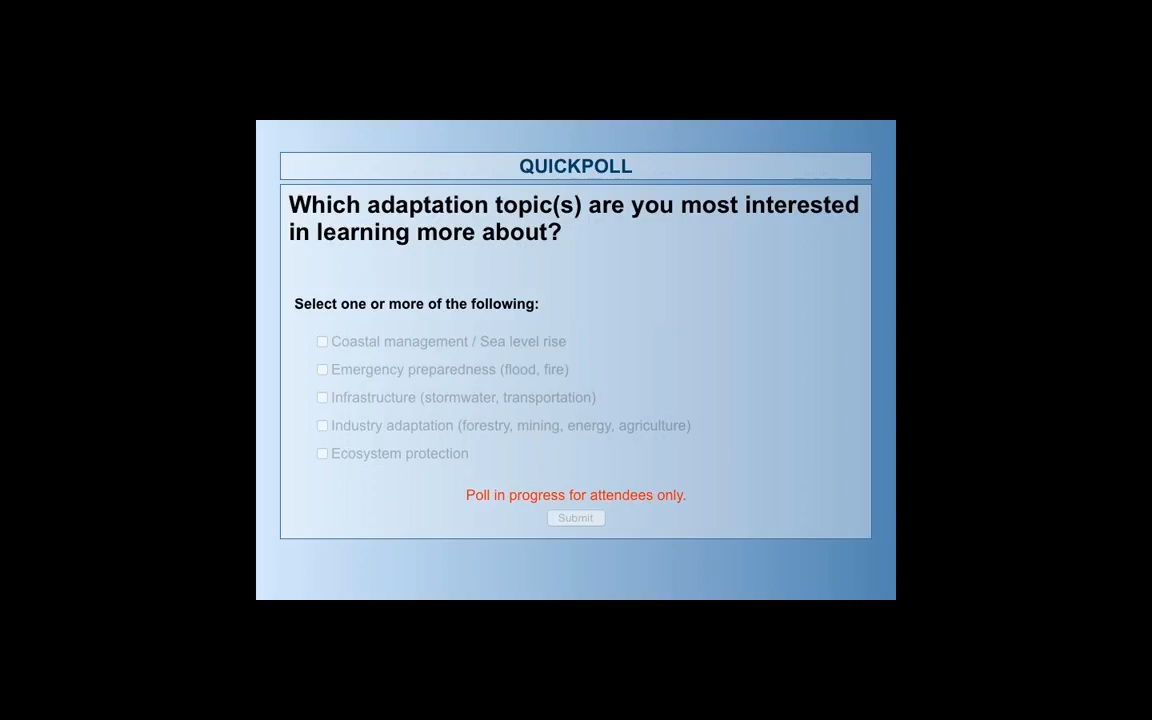 QUICKPOLL
Which adaptation topic(s) are you most interested
in learning more about?
Select one or more of the following:
Coastal management / Sea level rise
Emergency preparedness (flood, fire)
Infrastructure (stormwater, transportation)
Industry adaptation (forestry, mining, energy, agriculture)
Ecosystem protection
Poll in progress for attendees only.
Submit